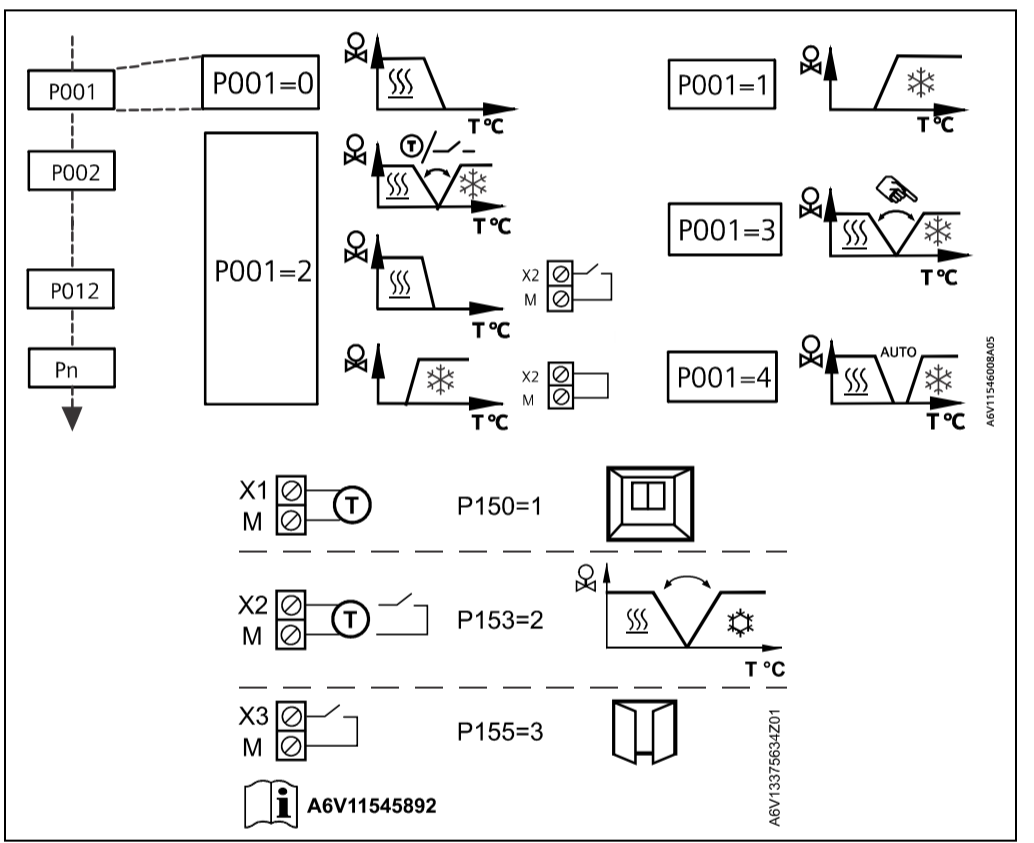 P001
P002
P012
Pn
P001=0
T °C
P001=1
T °C
P001=2
T
T °C
X2
M
T °C
X2
M
T °C
P001=3
T °C
P001=4
AUTO
T °C
A6V11546008A05
X1
M
T
P150=1
X2
M
T
P153=2
T °C
X3
M
P155=3
A6V13375634Z01
i
A6V11545892